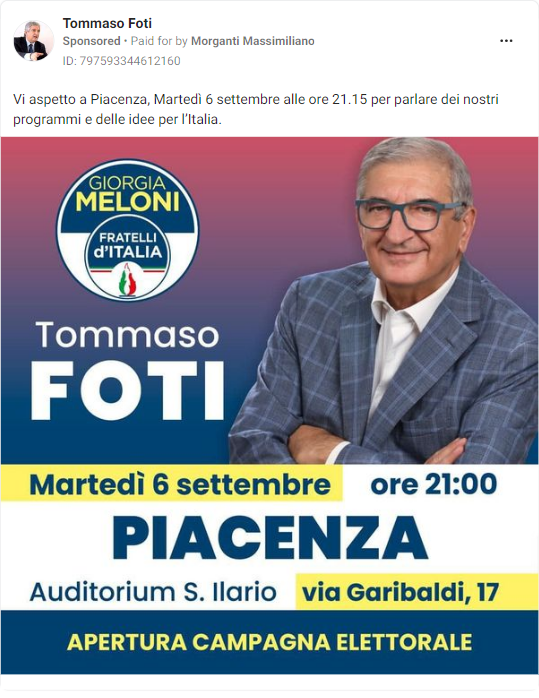 Tommaso Foti
Sponsored • Paid for by Morganti Massimiliano
ID: 797593344612160
Vi aspetto a Piacenza, Martedì 6 settembre alle ore 21.15 per parlare dei nostri
programmi e delle idee per l'Italia.
GIORGIA
MELONI
FRATELLI
d'ITALIA
Tommaso
FOTI
Martedì 6 settembre ore 21:00
PIACENZA
Auditorium S. Ilario via Garibaldi, 17
APERTURA CAMPAGNA ELETTORALE